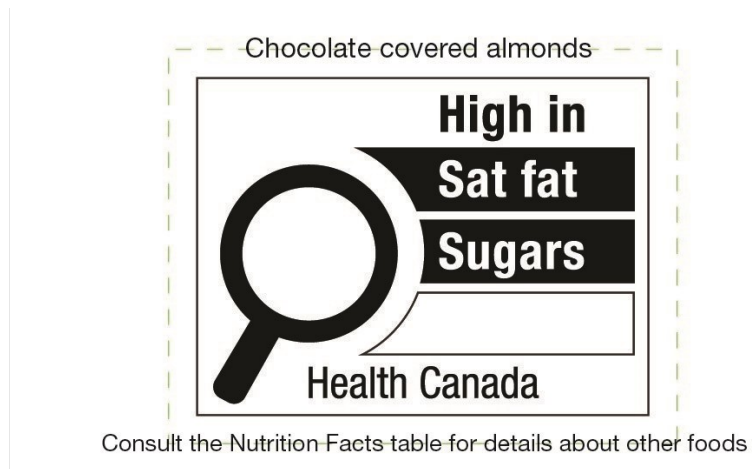 Chocolate covered almonds
High in
Sat fat
Sugars
Health Canada
Consult the Nutrition Facts table for details about other foods